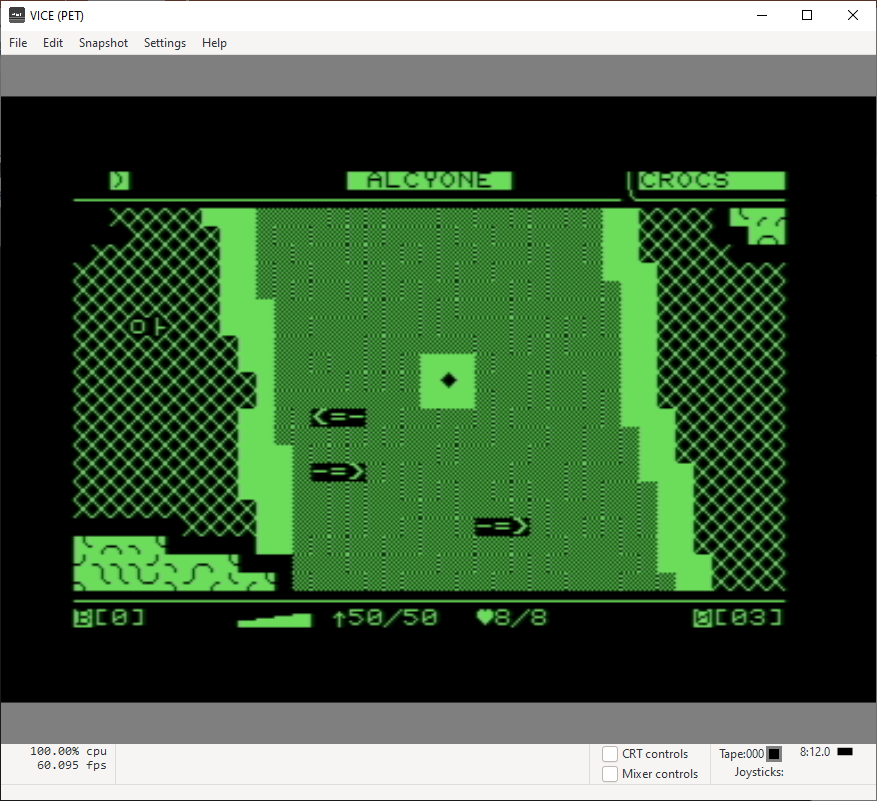 VICE (PET)
File Edit Snapshot Settings Help
) ALCYONE CROCS
B[0] ↑50/50 ♥8/8 0[03]
100.00% cpu
60.095 fps
CRT controls
Mixer controls
Tape:000 8:12.0
Joysticks: